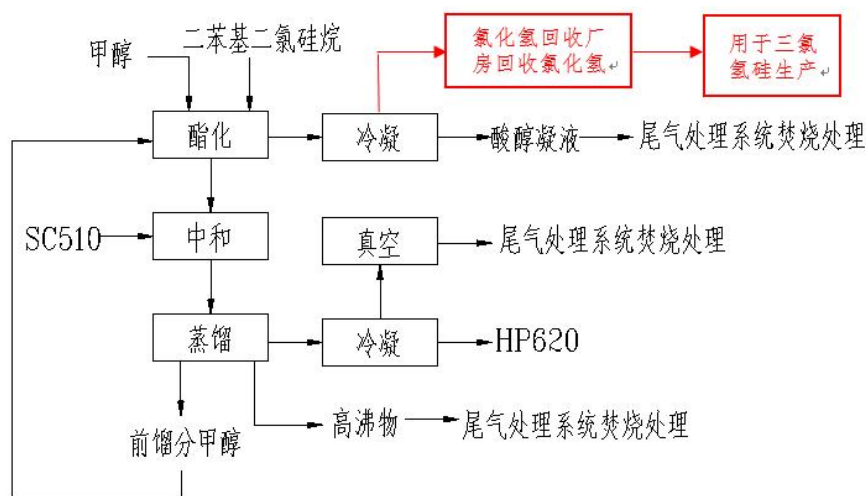 二苯基二氯硅烷
甲醇
氯化氢回收厂
房回收氯化氢
用于三氯
氢硅生产
酯化
冷凝
酸醇凝液
尾气处理系统焚烧处理
SC510
中和
真空
尾气处理系统焚烧处理
蒸馏
冷凝
HP620
前馏分甲醇
高沸物
尾气处理系统焚烧处理